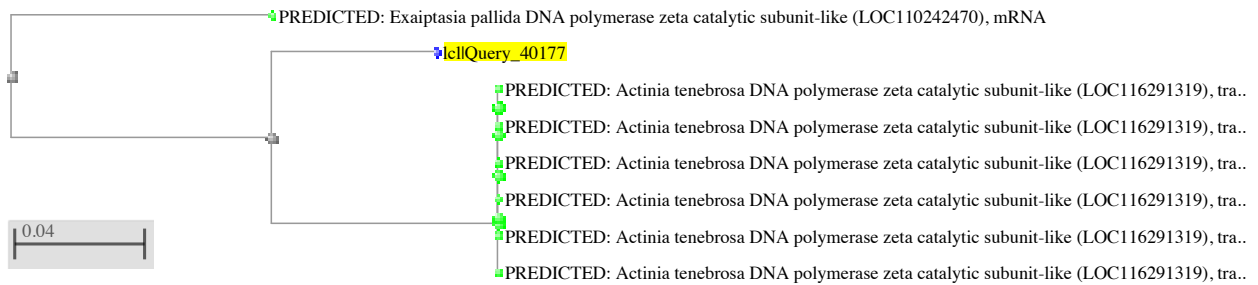 PREDICTED: Exaiptasia pallida DNA polymerase zeta catalytic subunit-like (LOC110242470), mRNA
lcl|Query_40177
PREDICTED: Actinia tenebrosa DNA polymerase zeta catalytic subunit-like (LOC116291319), tra..
PREDICTED: Actinia tenebrosa DNA polymerase zeta catalytic subunit-like (LOC116291319), tra..
PREDICTED: Actinia tenebrosa DNA polymerase zeta catalytic subunit-like (LOC116291319), tra..
PREDICTED: Actinia tenebrosa DNA polymerase zeta catalytic subunit-like (LOC116291319), tra..
PREDICTED: Actinia tenebrosa DNA polymerase zeta catalytic subunit-like (LOC116291319), tra..
PREDICTED: Actinia tenebrosa DNA polymerase zeta catalytic subunit-like (LOC116291319), tra..
0.04